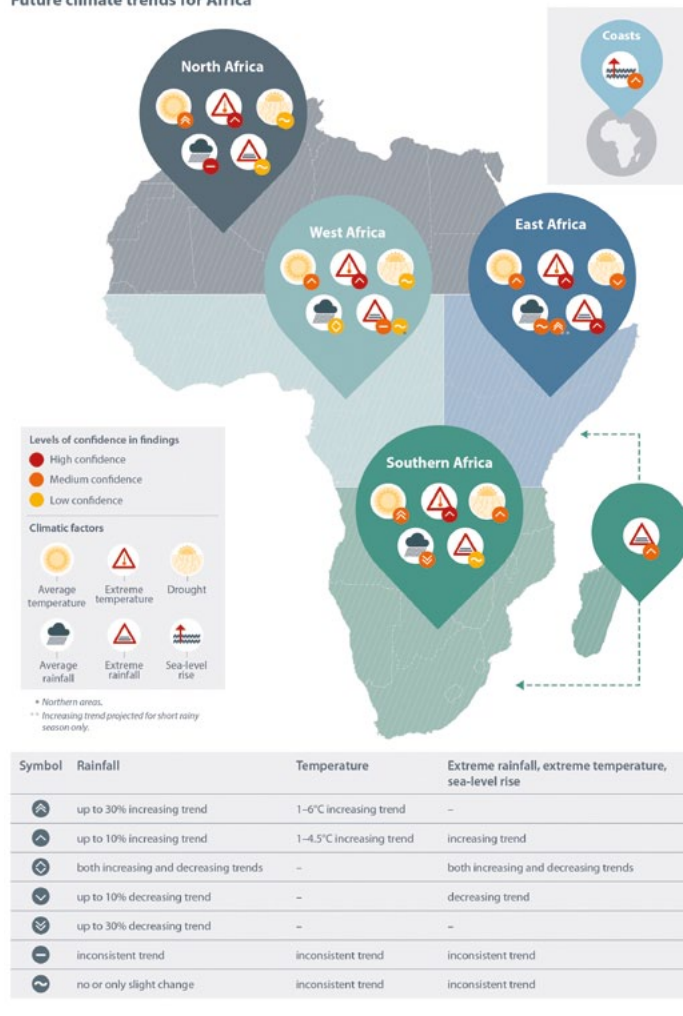 Future climate trends for Africa
Coasts
North Africa
West Africa
East Africa
Levels of confidence in findings
High confidence
Medium confidence
Low confidence
Climatic factors
Average temperature
Extreme temperature
Drought
Average rainfall
Extreme rainfall
Sea-level rise
* Northern areas.
** Increasing trend projected for short rainy
season only.
Southern Africa
Symbol Rainfall Temperature Extreme rainfall, extreme temperature,
sea-level rise
up to 30% increasing trend 1–6°C increasing trend –
up to 10% increasing trend 1–4.5°C increasing trend increasing trend
both increasing and decreasing trends – both increasing and decreasing trends
up to 10% decreasing trend – decreasing trend
up to 30% decreasing trend – –
inconsistent trend inconsistent trend inconsistent trend
no or only slight change inconsistent trend inconsistent trend